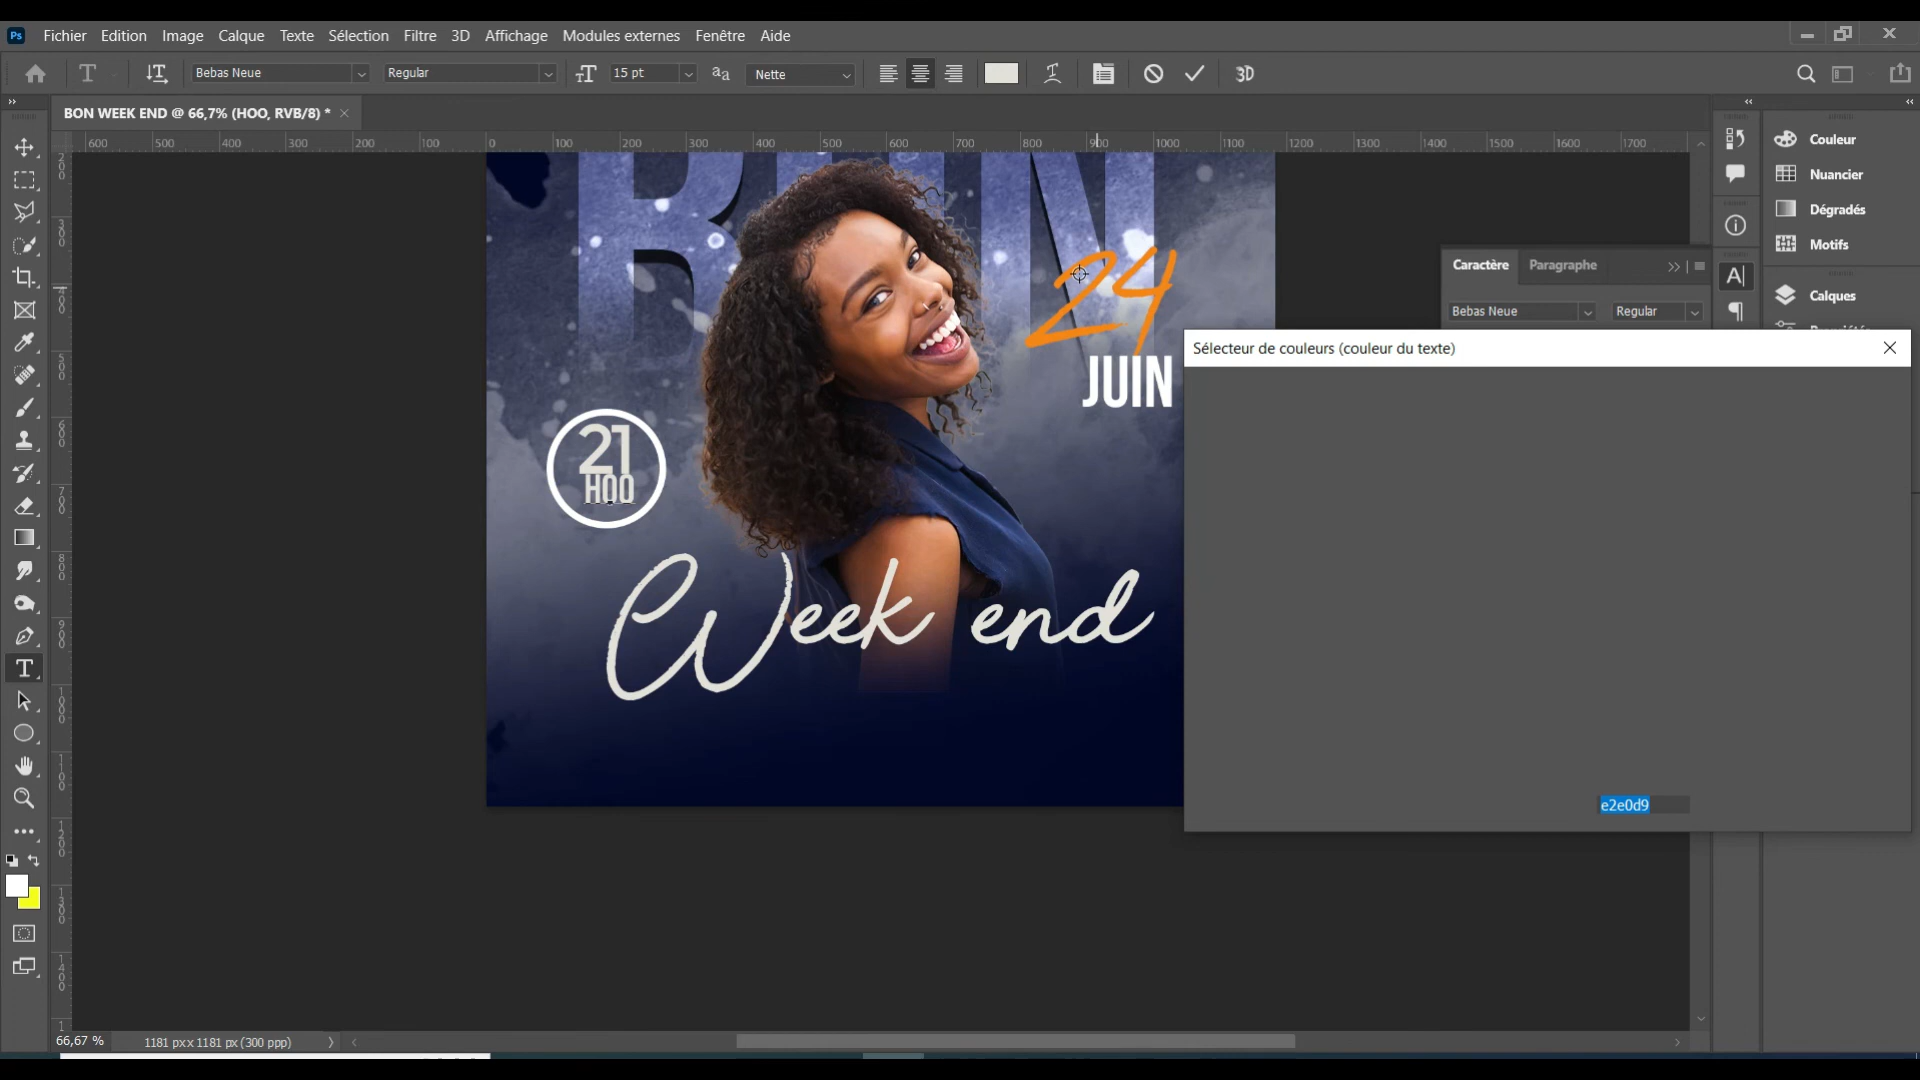 Ps Fichier Edition Image Calque Texte Sélection Filtre 3D Affichage Modules externes Fenêtre Aide
T Bebas Neue Regular 15 pt aa Nette 3D
BON WEEK END @ 66,7% (HOO, RVB/8) *
600 500 400 300 200 100 0 100 200 300 400 500 600 700 800 900 1000 1100 1200 1300 1400 1500 1600 1700
Couleur
Nuancier
Dégradés
Motifs
Calques
Caractère Paragraphe
Bebas Neue Regular
24
JUIN
21
HOO
Week end
Sélecteur de couleurs (couleur du texte)
e2e0d9
66,67 % 1181 px x 1181 px (300 ppp)